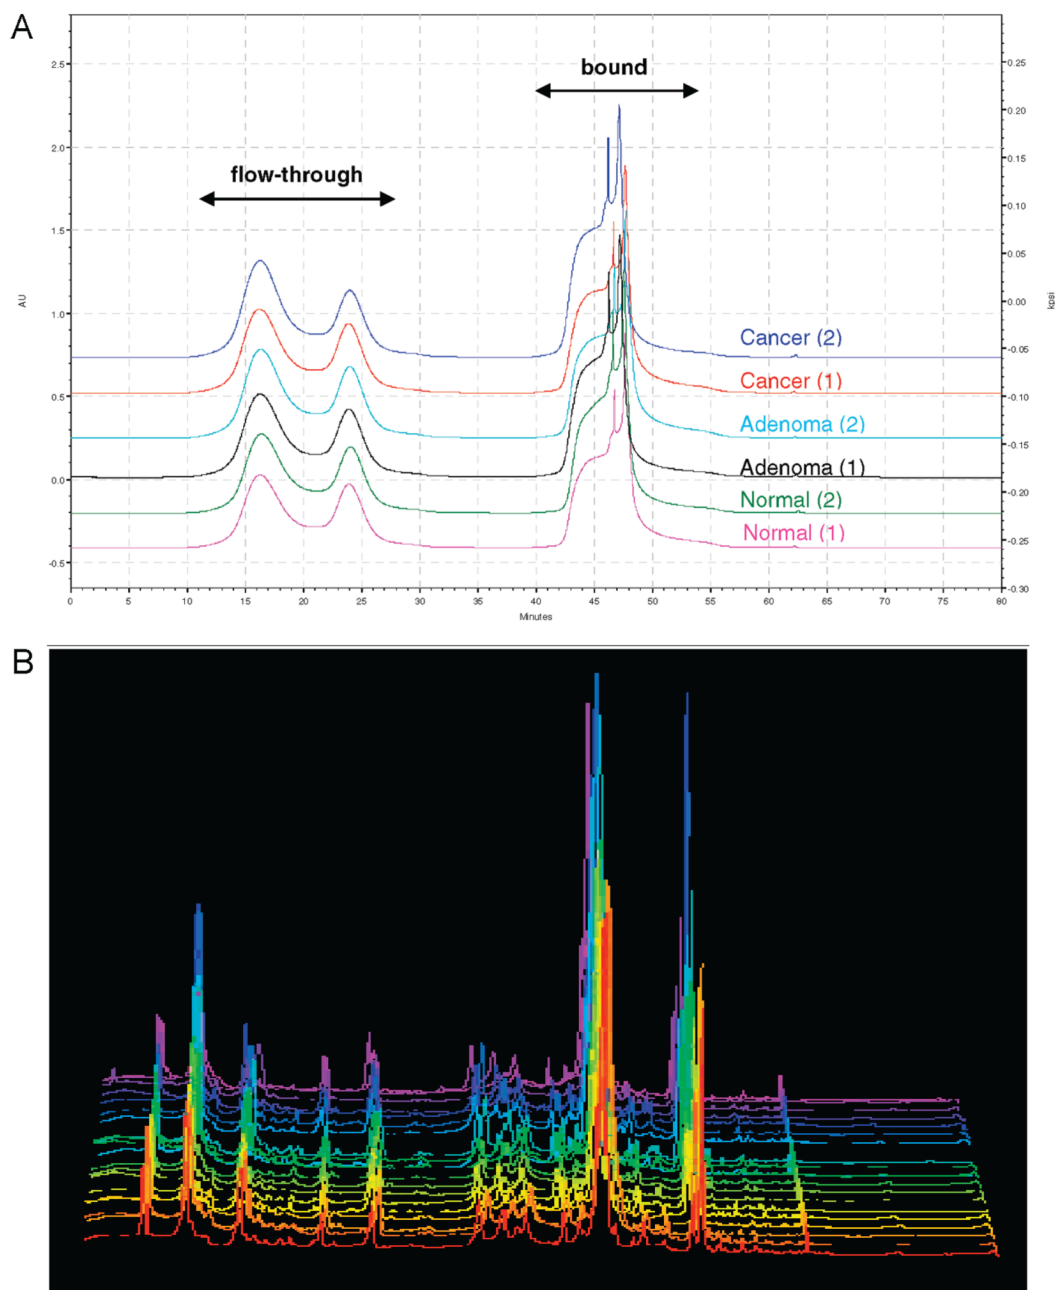 A
bound
flow-through
2.5
2.0
1.5
1.0
0.5
0.0
-0.5
AU
0.25
0.20
0.15
0.10
0.05
0.00
-0.05
-0.10
-0.15
-0.20
-0.25
-0.30
kpsi
Cancer (2)
Cancer (1)
Adenoma (2)
Adenoma (1)
Normal (2)
Normal (1)
0 5 10 15 20 25 30 35 40 45 50 55 60 65 70 75 80
Minutes
B